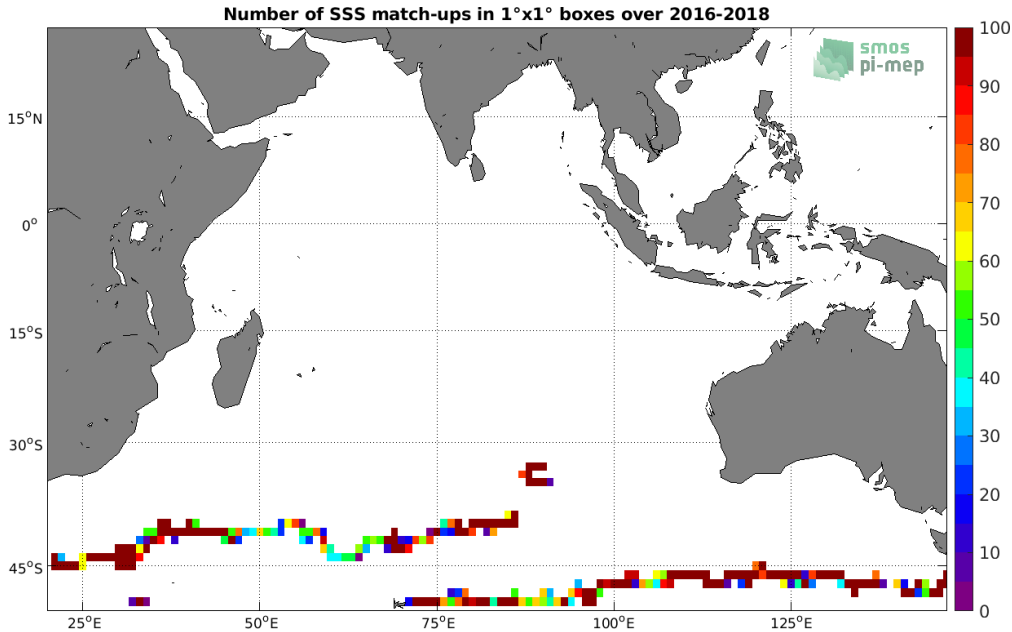 Number of SSS match-ups in 1°x1° boxes over 2016-2018
smos
pi-mep
100
90
80
70
60
50
40
30
20
10
0
15°N
0°
15°S
30°S
45°S
25°E
50°E
75°E
100°E
125°E